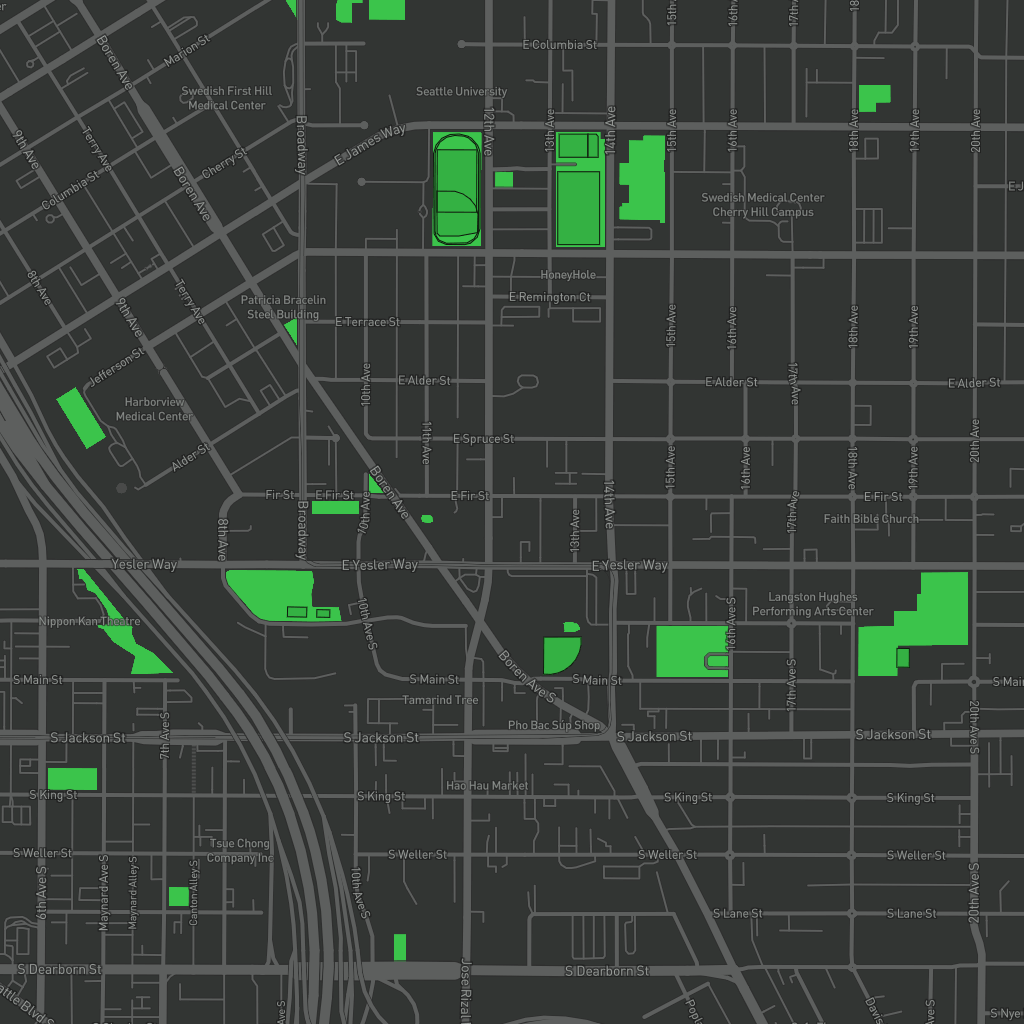 E Columbia St
Boren Ave
Marion St
15th Ave
16th Ave
17th Ave
18th
19th Ave
20th Ave
Swedish First Hill
Medical Center
Seattle University
12th Ave
13th Ave
14th Ave
15th Ave
16th Ave
18th Ave
19th Ave
20th Ave
Broadway
E James Way
9th Ave
Terry Ave
Cherry St
Columbia St
Boren Ave
E J
Swedish Medical Center
Cherry Hill Campus
8th Ave
9th Ave
Terry Ave
HoneyHole
E Remington Ct
Patricia Bracelin
Steel Building
E Terrace St
15th Ave
16th Ave
18th Ave
19th Ave
Jefferson St
10th Ave
E Alder St
E Alder St
17th Ave
E Alder St
Harborview
Medical Center
11th Ave
E Spruce St
20th Ave
Alder St
15th Ave
16th Ave
18th Ave
19th Ave
Fir St
E Fir St
Boren Ave
E Fir St
14th Ave
17th Ave
E Fir St
8th Ave
Broadway
10th Ave
13th Ave
Faith Bible Church
Yesler Way
E Yesler Way
E Yesler Way
Nippon Kan Theatre
10th Ave S
16th Ave S
Langston Hughes
Performing Arts Center
S Main St
S Main St
Boren Ave S
S Main St
17th Ave S
S Main
Tamarind Tree
7th Ave S
Pho Bac Sup Shop
20th Ave S
S Jackson St
S Jackson St
S Jackson St
S Jackson St
S King St
S King St
Hao Hau Market
S King St
S King St
Tsue Chong
Company Inc
S Weller St
S Weller St
S Weller St
S Weller St
6th Ave S
Maynard Ave S
Maynard Alley S
Canton Alley S
10th Ave S
20th Ave S
S Lane St
S Lane St
S Dearborn St
Jose Rizal
S Dearborn St
attle Blvd S
Ave S
Popl
Davis
Ave S
S Nye